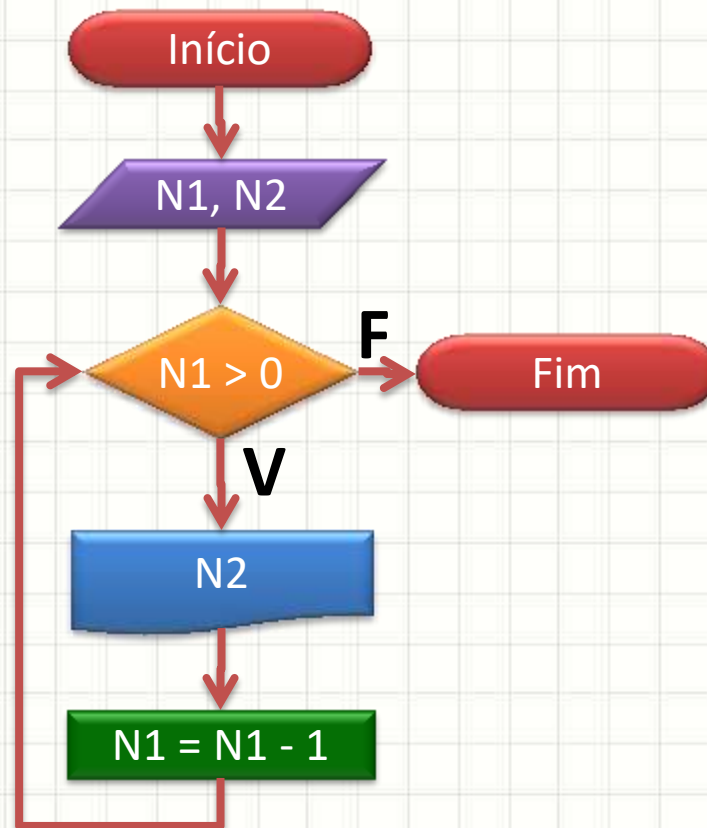 Início
N1, N2
N1 > 0
F
Fim
V
N2
N1 = N1 - 1